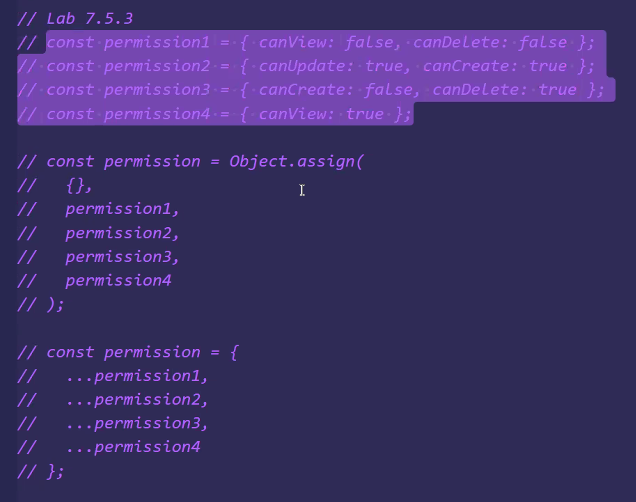 // Lab 7.5.3
// const permission1 = { canView: false, canDelete: false };
// const permission2 = { canUpdate: true, canCreate: true };
// const permission3 = { canCreate: false, canDelete: true };
// const permission4 = { canView: true };
// const permission = Object.assign(
//   {},
//   permission1,
//   permission2,
//   permission3,
//   permission4
// );
// const permission = {
//   ...permission1,
//   ...permission2,
//   ...permission3,
//   ...permission4
// };